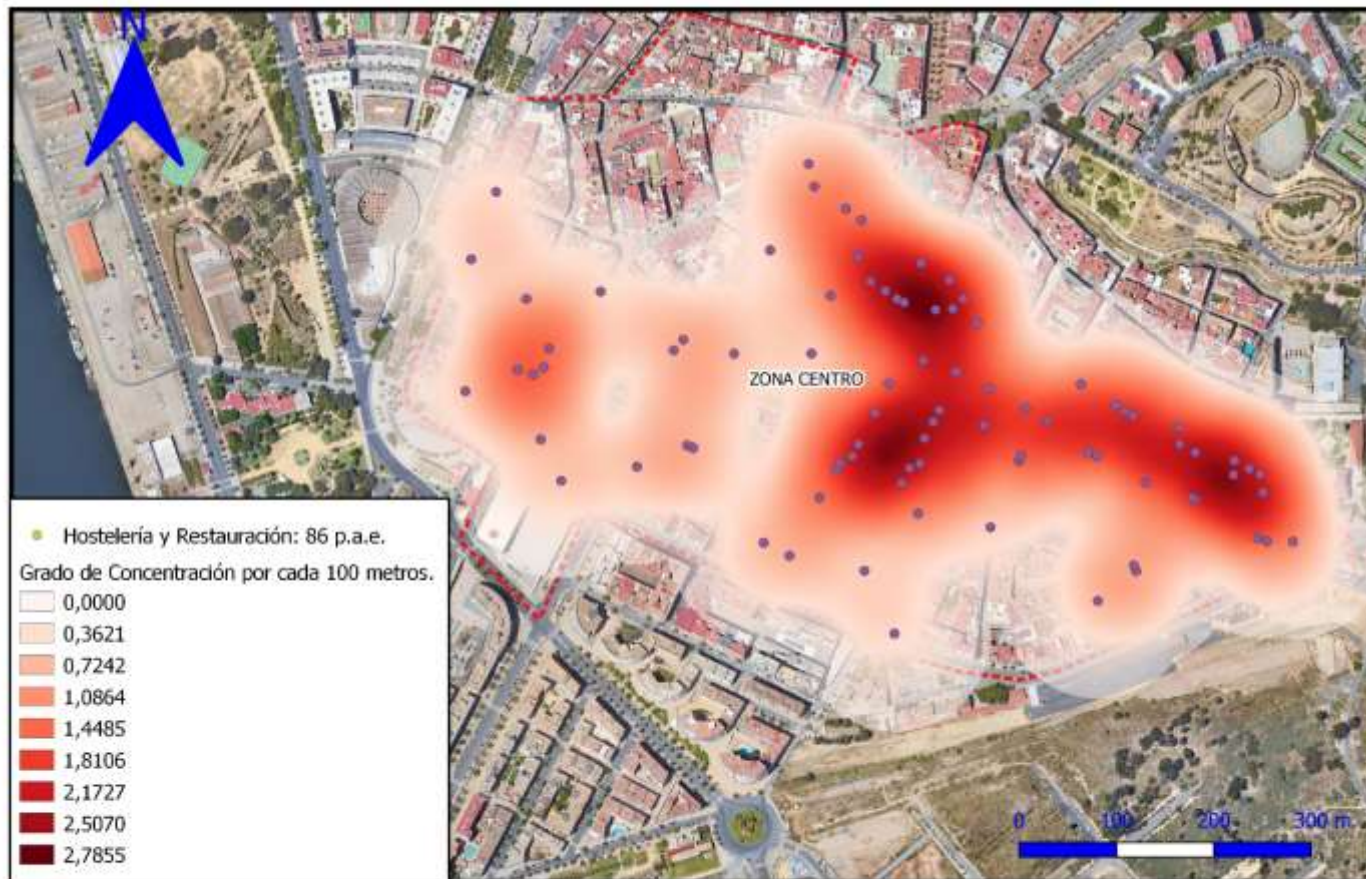 N
ZONA CENTRO
Hostelería y Restauración: 86 p.a.e.
Grado de Concentración por cada 100 metros.
0,0000
0,3621
0,7242
1,0864
1,4485
1,8106
2,1727
2,5070
2,7855
0 100 200 300 m.